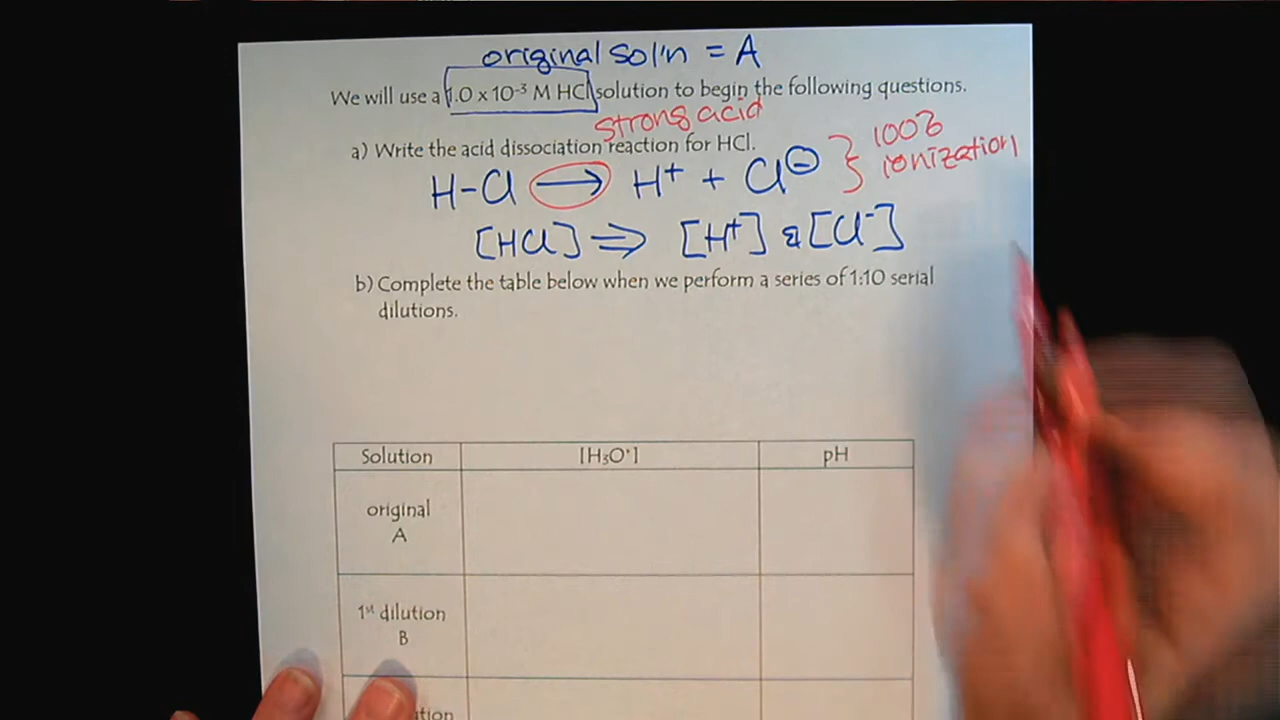 original sol'n = A
We will use a 1.0 x 10⁻³ M HCl solution to begin the following questions.
strong acid
a) Write the acid dissociation reaction for HCl.
100%
ionization
H-Cl → H⁺ + Cl⊖
[HCl] ⇒ [H⁺] & [Cl⁻]
b) Complete the table below when we perform a series of 1:10 serial
dilutions.
Solution [H₃O⁺] pH
original
A
1st dilution
B